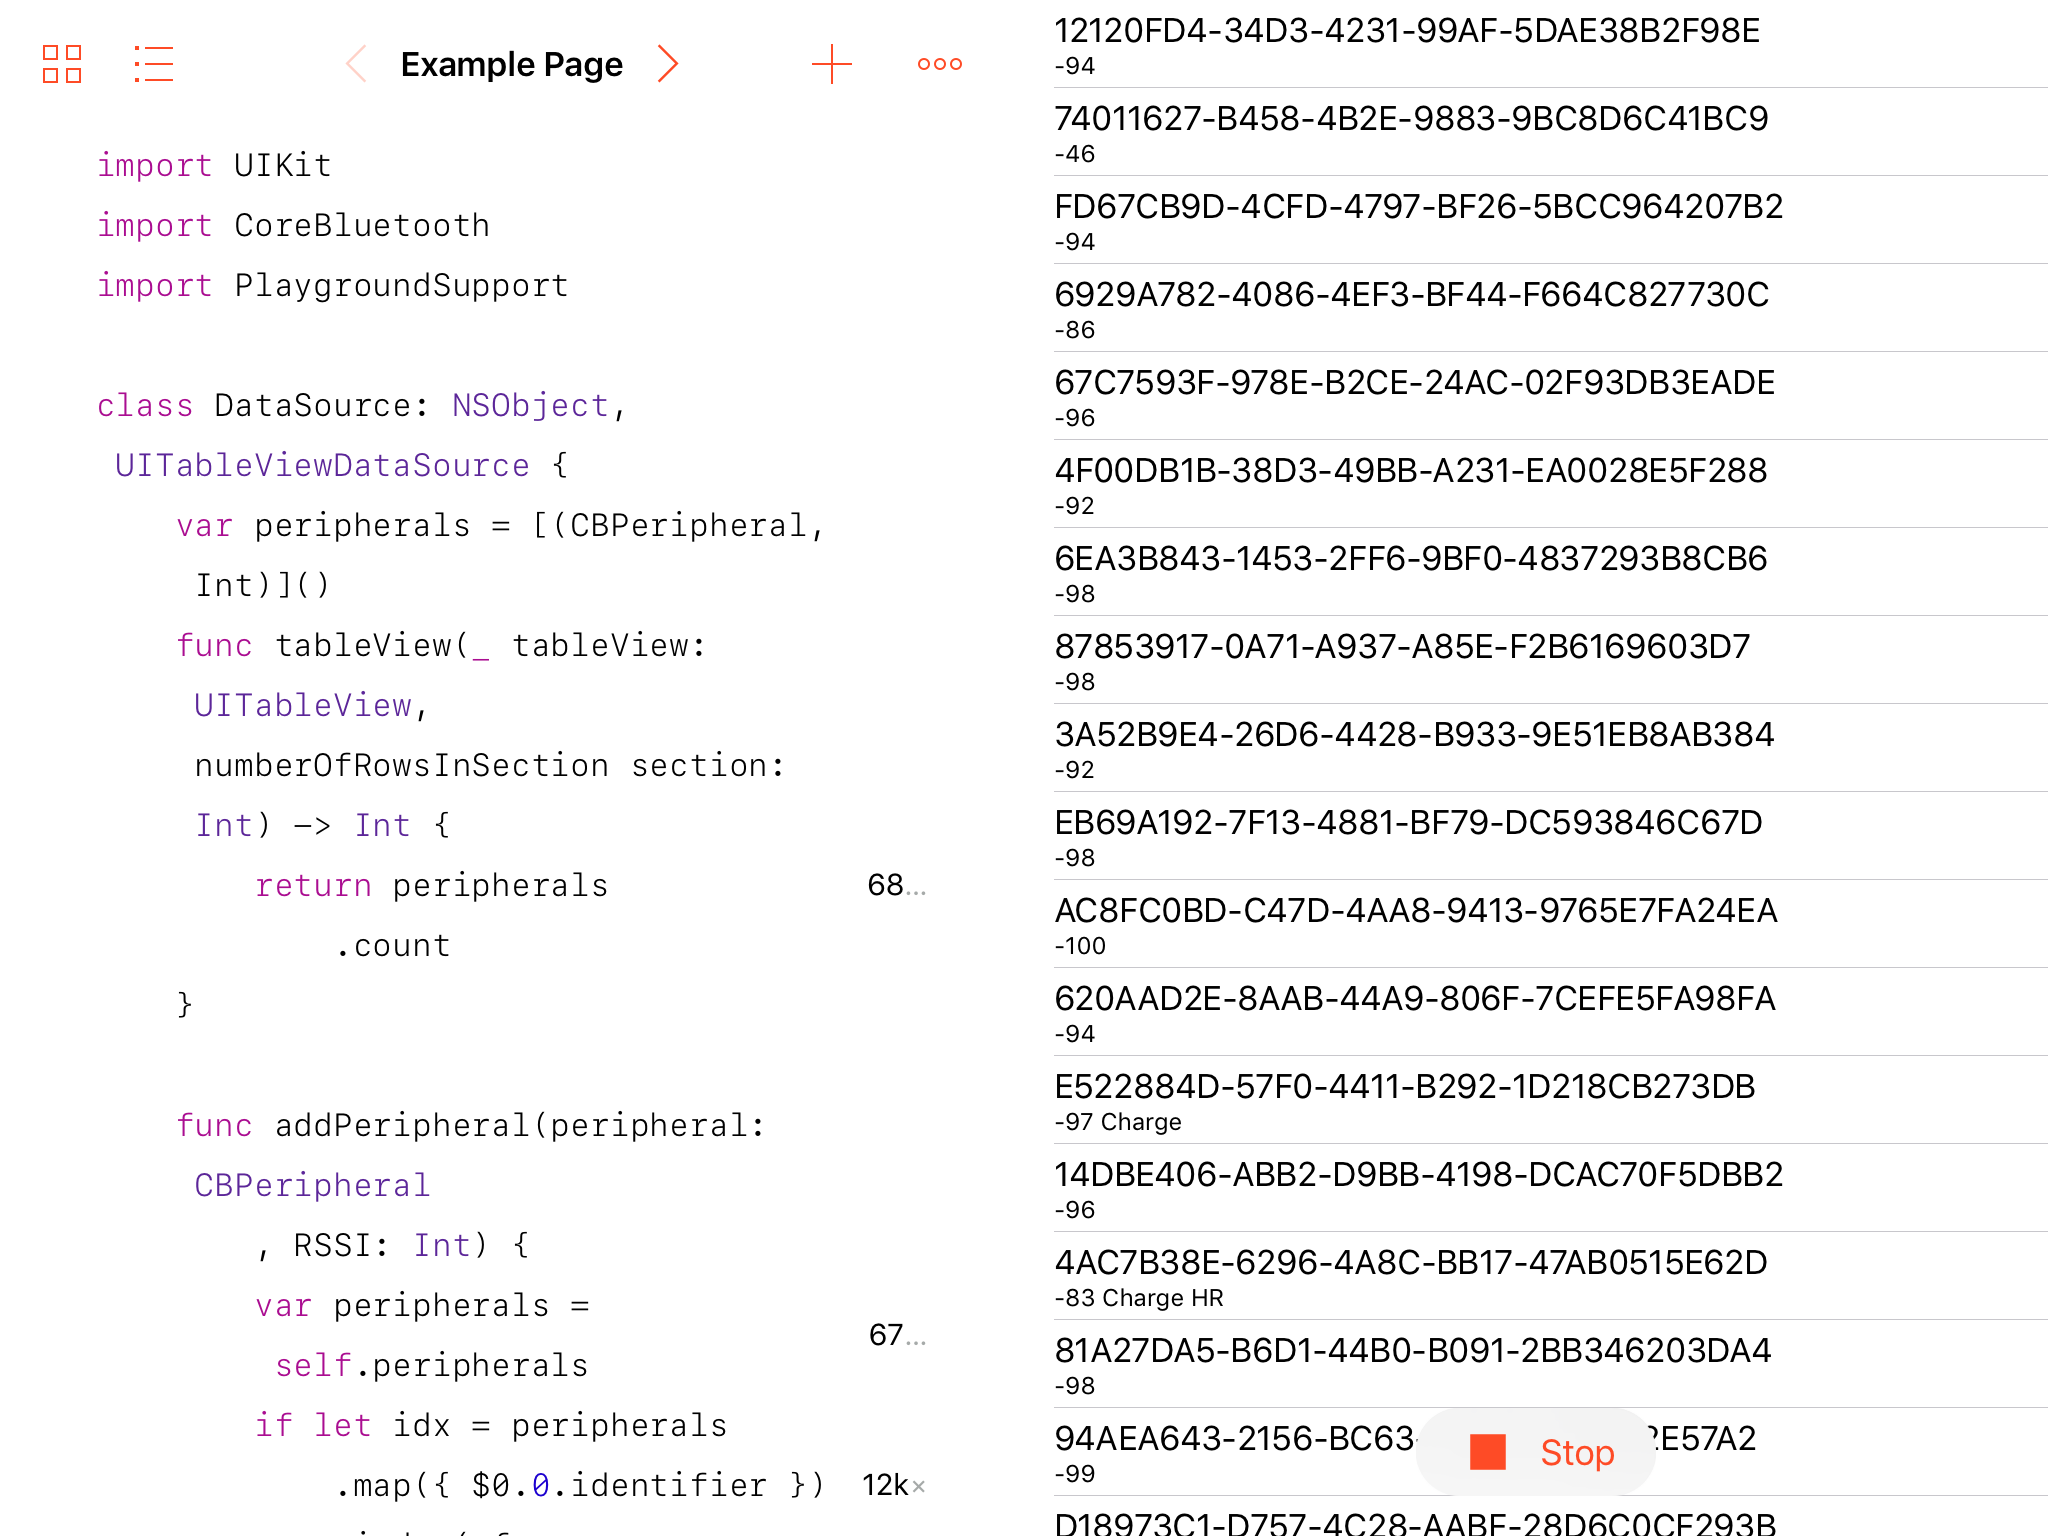 Example Page
import UIKit
import CoreBluetooth
import PlaygroundSupport
class DataSource: NSObject,
UITableViewDataSource {
var peripherals = [(CBPeripheral,
Int)]()
func tableView(_ tableView:
UITableView,
numberOfRowsInSection section:
Int) -> Int {
return peripherals 68...
.count
}
func addPeripheral(peripheral:
CBPeripheral
, RSSI: Int) {
var peripherals =
67...
self.peripherals
if let idx = peripherals
.map({ $0.0.identifier }) 12k×
12120FD4-34D3-4231-99AF-5DAE38B2F98E
-94
74011627-B458-4B2E-9883-9BC8D6C41BC9
-46
FD67CB9D-4CFD-4797-BF26-5BCC964207B2
-94
6929A782-4086-4EF3-BF44-F664C827730C
-86
67C7593F-978E-B2CE-24AC-02F93DB3EADE
-96
4F00DB1B-38D3-49BB-A231-EA0028E5F288
-92
6EA3B843-1453-2FF6-9BF0-4837293B8CB6
-98
87853917-0A71-A937-A85E-F2B6169603D7
-98
3A52B9E4-26D6-4428-B933-9E51EB8AB384
-92
EB69A192-7F13-4881-BF79-DC593846C67D
-98
AC8FC0BD-C47D-4AA8-9413-9765E7FA24EA
-100
620AAD2E-8AAB-44A9-806F-7CEFE5FA98FA
-94
E522884D-57F0-4411-B292-1D218CB273DB
-97 Charge
14DBE406-ABB2-D9BB-4198-DCAC70F5DBB2
-96
4AC7B38E-6296-4A8C-BB17-47AB0515E62D
-83 Charge HR
81A27DA5-B6D1-44B0-B091-2BB346203DA4
-98
94AEA643-2156-BC63- E57A2
Stop
-99
D18973C1-D757-4C28-AABF-28D6C0CF293B